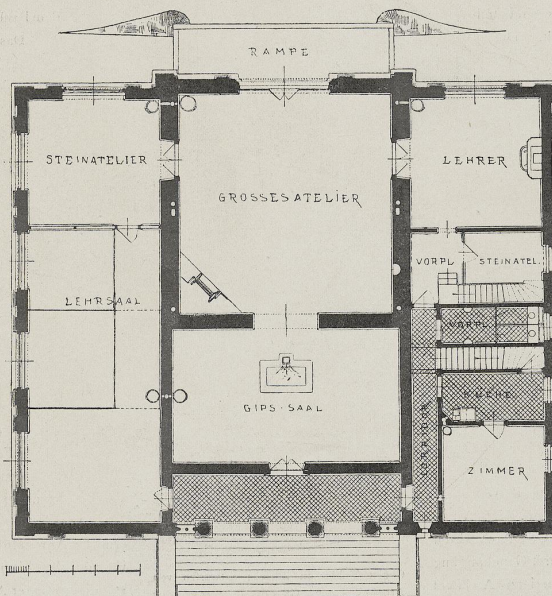 RAMPE
STEINATELIER
LEHRER
GROSSES ATELIER
VORPL
STEINATEL.
LEHRSAAL
VORPL.
KÜCHE
GIPS-SAAL
CORRIDOR
ZIMMER